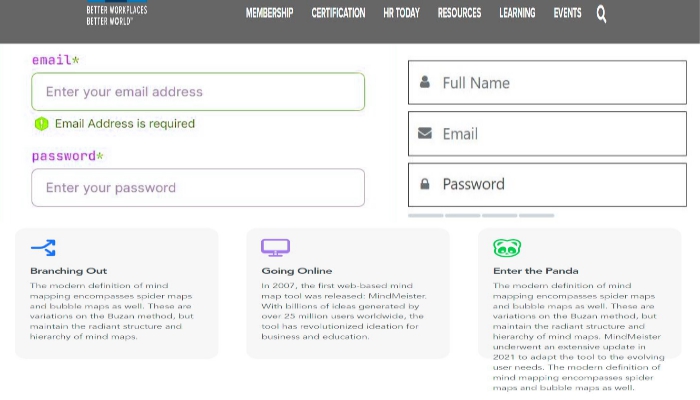 BETTER WORKPLACES
BETTER WORLD
MEMBERSHIP CERTIFICATION HR TODAY RESOURCES LEARNING EVENTS
email*
Enter your email address
Email Address is required
password*
Enter your password
Full Name
Email
Password
Branching Out
The modern definition of mind
mapping encompasses spider maps
and bubble maps as well. These are
variations on the Buzan method, but
maintain the radiant structure and
hierarchy of mind maps.
Going Online
In 2007, the first web-based mind
map tool was released: MindMeister.
With billions of ideas generated by
over 25 million users worldwide, the
tool has revolutionized ideation for
business and education.
Enter the Panda
The modern definition of mind
mapping encompasses spider maps
and bubble maps as well. These are
variations on the Buzan method, but
maintain the radiant structure and
hierarchy of mind maps. MindMeister
underwent an extensive update in
2021 to adapt the tool to the evolving
user needs. The modern definition of
mind mapping encompasses spider
maps and bubble maps as well.